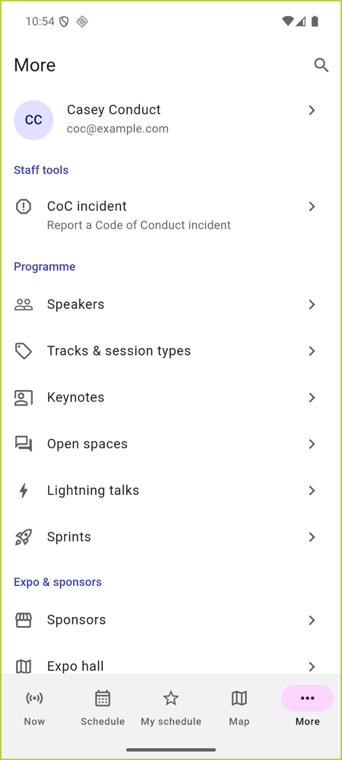 10:54
More
CC
Casey Conduct
coc@example.com
Staff tools
CoC incident
Report a Code of Conduct incident
Programme
Speakers
Tracks & session types
Keynotes
Open spaces
Lightning talks
Sprints
Expo & sponsors
Sponsors
Expo hall
Now
Schedule
My schedule
Map
More